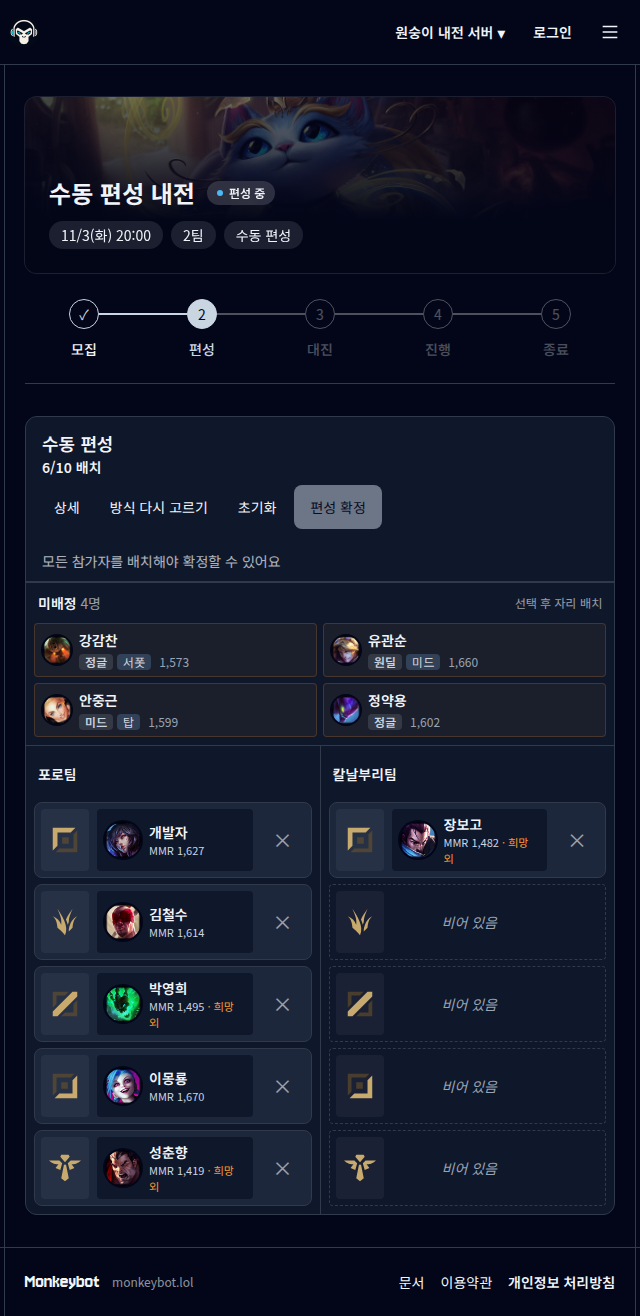 원숭이 내전 서버 ▾
로그인
수동 편성 내전
편성 중
11/3(화) 20:00
2팀
수동 편성
✓ 2 3 4 5
모집 편성 대진 진행 종료
수동 편성
6/10 배치
상세 방식 다시 고르기 초기화 편성 확정
모든 참가자를 배치해야 확정할 수 있어요
미배정 4명
선택 후 자리 배치
강감찬
정글 서폿 1,573
유관순
원딜 미드 1,660
안중근
미드 탑 1,599
정약용
정글 1,602
포로팀
개발자
MMR 1,627
김철수
MMR 1,614
박영희
MMR 1,495 · 희망
외
이몽룡
MMR 1,670
성춘향
MMR 1,419 · 희망
외
칼날부리팀
장보고
MMR 1,482 · 희망
외
비어 있음
비어 있음
비어 있음
비어 있음
Monkeybot monkeybot.lol
문서 이용약관 개인정보 처리방침